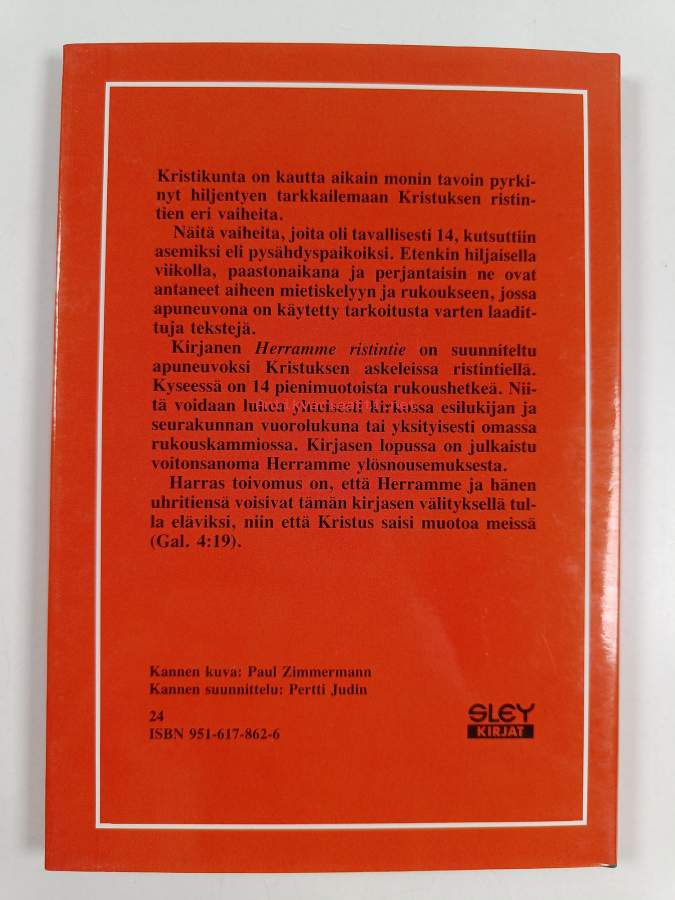 Kristikunta on kautta aikain monin tavoin pyrki-
nyt hiljentyen tarkkailemaan Kristuksen ristin-
tien eri vaiheita.
Näitä vaiheita, joita oli tavallisesti 14, kutsuttiin
asemiksi eli pysähdyspaikoiksi. Etenkin hiljaisella
viikolla, paastonaikana ja perjantaisin ne ovat
antaneet aiheen mietiskelyyn ja rukoukseen, jossa
apuneuvona on käytetty tarkoitusta varten laadit-
tuja tekstejä.
Kirjanen Herramme ristintie on suunniteltu
apuneuvoksi Kristuksen askeleissa ristintiellä.
Kyseessä on 14 pienimuotoista rukoushetkeä. Nii-
tä voidaan lukea yhteisesti kirkossa esilukijan ja
seurakunnan vuorolukuna tai yksityisesti omassa
rukouskammiossa. Kirjasen lopussa on julkaistu
voitonsanoma Herramme ylösnousemuksesta.
Harras toivomus on, että Herramme ja hänen
uhritiensä voisivat tämän kirjasen välityksellä tul-
la eläviksi, niin että Kristus saisi muotoa meissä
(Gal. 4:19).
Kannen kuva: Paul Zimmermann
Kannen suunnittelu: Pertti Judin
24
ISBN 951-617-862-6
SLEY
KIRJAT